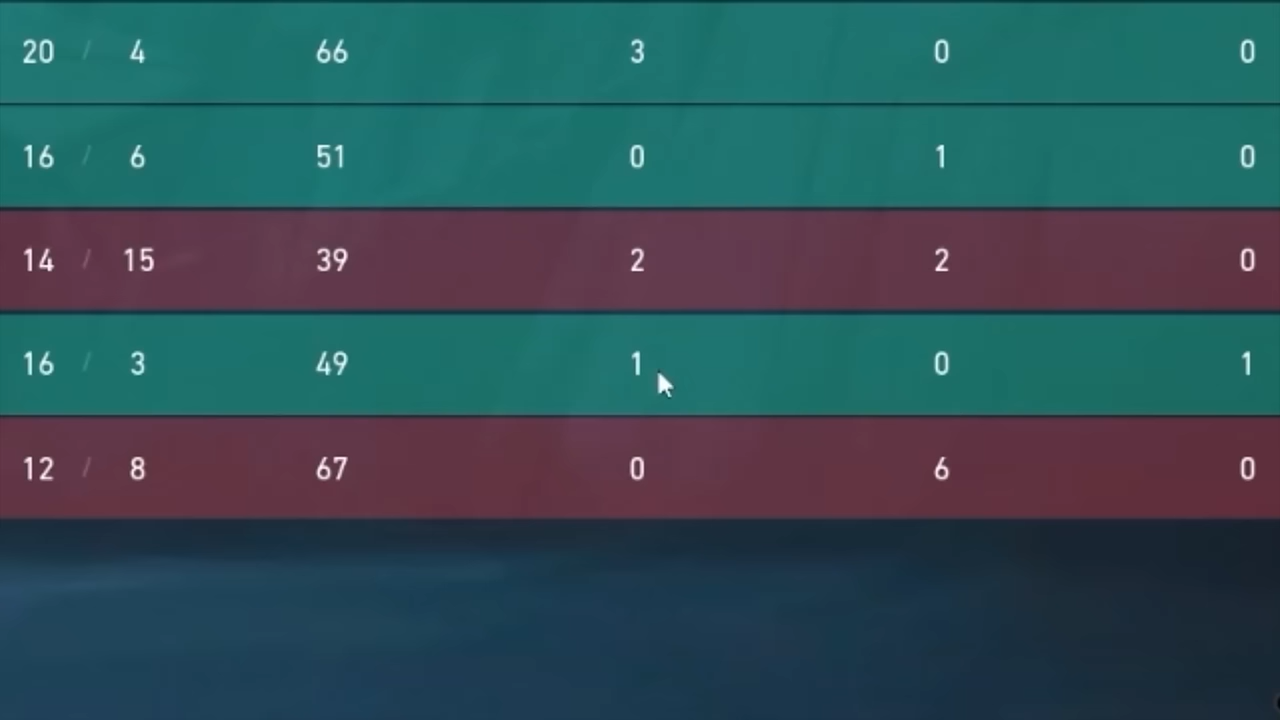 20 / 4 66 3 0 0
16 / 6 51 0 1 0
14 / 15 39 2 2 0
16 / 3 49 1 0 1
12 / 8 67 0 6 0